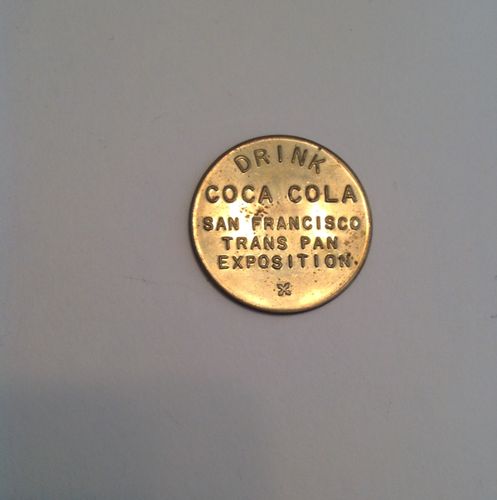 DRINK
COCA COLA
SAN FRANCISCO
TRANS PAN
EXPOSITION.